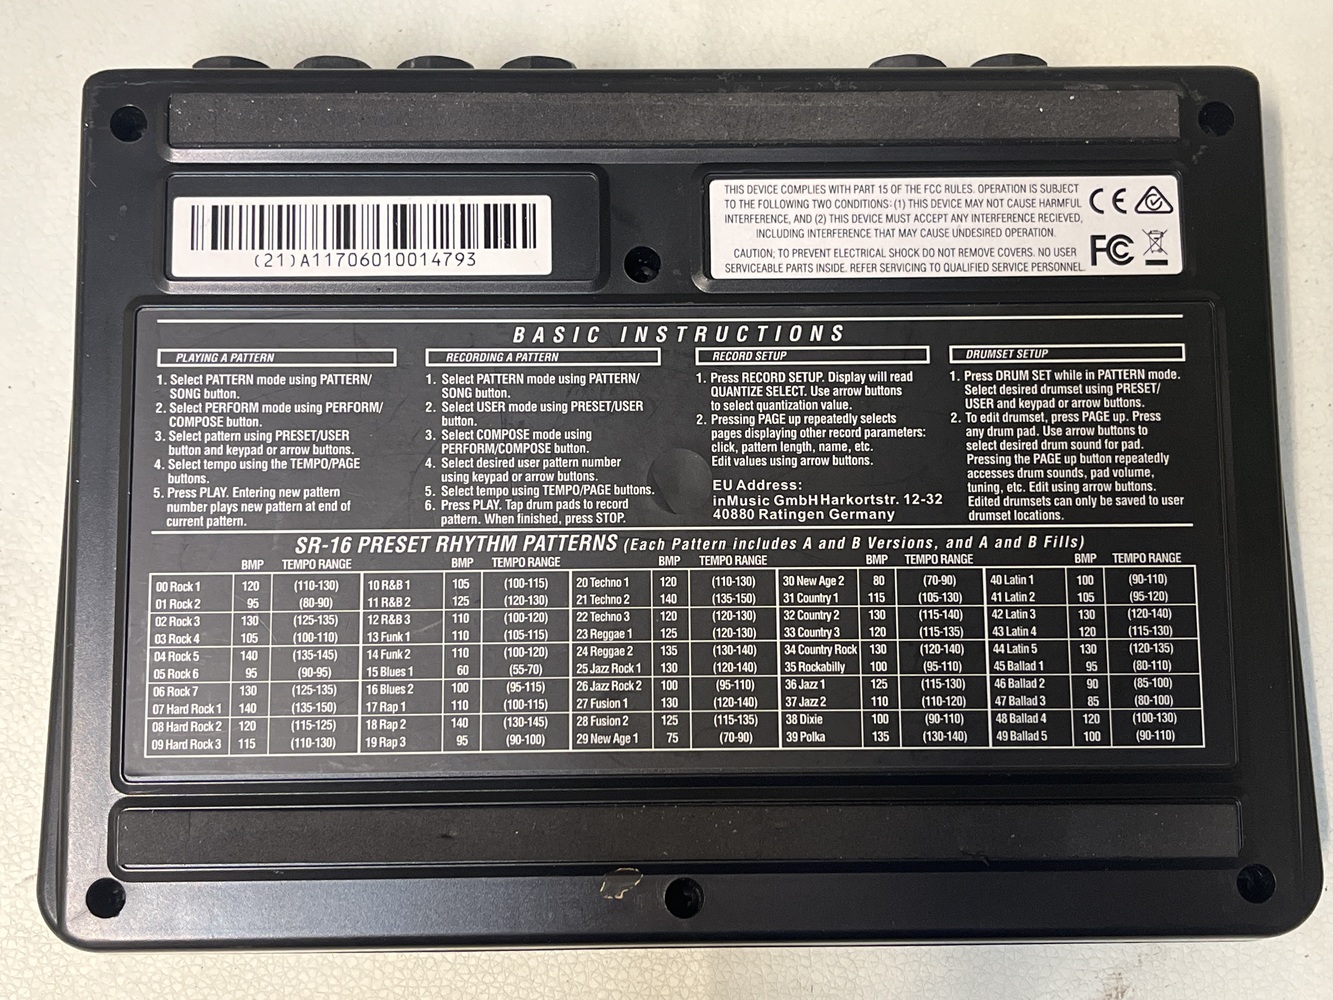 (21)A11706010014793
THIS DEVICE COMPLIES WITH PART 15 OF THE FCC RULES. OPERATION IS SUBJECT
TO THE FOLLOWING TWO CONDITIONS: (1) THIS DEVICE MAY NOT CAUSE HARMFUL
INTERFERENCE, AND (2) THIS DEVICE MUST ACCEPT ANY INTERFERENCE RECIEVED,
INCLUDING INTERFERENCE THAT MAY CAUSE UNDESIRED OPERATION.
CAUTION; TO PREVENT ELECTRICAL SHOCK DO NOT REMOVE COVERS. NO USER
SERVICEABLE PARTS INSIDE. REFER SERVICING TO QUALIFIED SERVICE PERSONNEL.
CE
FC
BASIC INSTRUCTIONS
PLAYING A PATTERN
1. Select PATTERN mode using PATTERN/
SONG button.
2. Select PERFORM mode using PERFORM/
COMPOSE button.
3. Select pattern using PRESET/USER
button and keypad or arrow buttons.
4. Select tempo using the TEMPO/PAGE
buttons.
5. Press PLAY. Entering new pattern
number plays new pattern at end of
current pattern.
RECORDING A PATTERN
1. Select PATTERN mode using PATTERN/
SONG button.
2. Select USER mode using PRESET/USER
button.
3. Select COMPOSE mode using
PERFORM/COMPOSE button.
4. Select desired user pattern number
using keypad or arrow buttons.
5. Select tempo using TEMPO/PAGE buttons.
6. Press PLAY. Tap drum pads to record
pattern. When finished, press STOP.
RECORD SETUP
1. Press RECORD SETUP. Display will read
QUANTIZE SELECT. Use arrow buttons
to select quantization value.
2. Pressing PAGE up repeatedly selects
pages displaying other record parameters:
click, pattern length, name, etc.
Edit values using arrow buttons.
EU Address:
inMusic GmbHHarkortstr. 12-32
40880 Ratingen Germany
DRUMSET SETUP
1. Press DRUM SET while in PATTERN mode.
Select desired drumset using PRESET/
USER and keypad or arrow buttons.
2. To edit drumset, press PAGE up. Press
any drum pad. Use arrow buttons to
select desired drum sound for pad.
Pressing the PAGE up button repeatedly
accesses drum sounds, pad volume,
tuning, etc. Edit using arrow buttons.
Edited drumsets can only be saved to user
drumset locations.
SR-16 PRESET RHYTHM PATTERNS (Each Pattern includes A and B Versions, and A and B Fills)
BMP TEMPO RANGE BMP TEMPO RANGE BMP TEMPO RANGE BMP TEMPO RANGE BMP TEMPO RANGE
00 Rock 1 120 (110-130) 10 R&B 1 105 (100-115) 20 Techno 1 120 (110-130) 30 New Age 2 80 (70-90) 40 Latin 1 100 (90-110)
01 Rock 2 95 (80-90) 11 R&B 2 125 (120-130) 21 Techno 2 140 (135-150) 31 Country 1 115 (105-130) 41 Latin 2 105 (95-120)
02 Rock 3 130 (125-135) 12 R&B 3 110 (100-120) 22 Techno 3 120 (120-130) 32 Country 2 130 (115-140) 42 Latin 3 130 (120-140)
03 Rock 4 105 (100-110) 13 Funk 1 110 (105-115) 23 Reggae 1 125 (120-130) 33 Country 3 120 (115-135) 43 Latin 4 120 (115-130)
04 Rock 5 140 (135-145) 14 Funk 2 110 (100-120) 24 Reggae 2 135 (130-140) 34 Country Rock 130 (120-140) 44 Latin 5 130 (120-135)
05 Rock 6 95 (90-95) 15 Blues 1 60 (55-70) 25 Jazz Rock 1 130 (120-140) 35 Rockabilly 100 (95-110) 45 Ballad 1 95 (80-110)
06 Rock 7 130 (125-135) 16 Blues 2 100 (95-115) 26 Jazz Rock 2 100 (95-110) 36 Jazz 1 125 (115-130) 46 Ballad 2 90 (85-100)
07 Hard Rock 1 140 (135-150) 17 Rap 1 110 (100-115) 27 Fusion 1 130 (120-140) 37 Jazz 2 110 (110-120) 47 Ballad 3 85 (80-100)
08 Hard Rock 2 120 (115-125) 18 Rap 2 140 (130-145) 28 Fusion 2 125 (115-135) 38 Dixie 100 (90-110) 48 Ballad 4 120 (100-130)
09 Hard Rock 3 115 (110-130) 19 Rap 3 95 (90-100) 29 New Age 1 75 (70-90) 39 Polka 135 (130-140) 49 Ballad 5 100 (90-110)